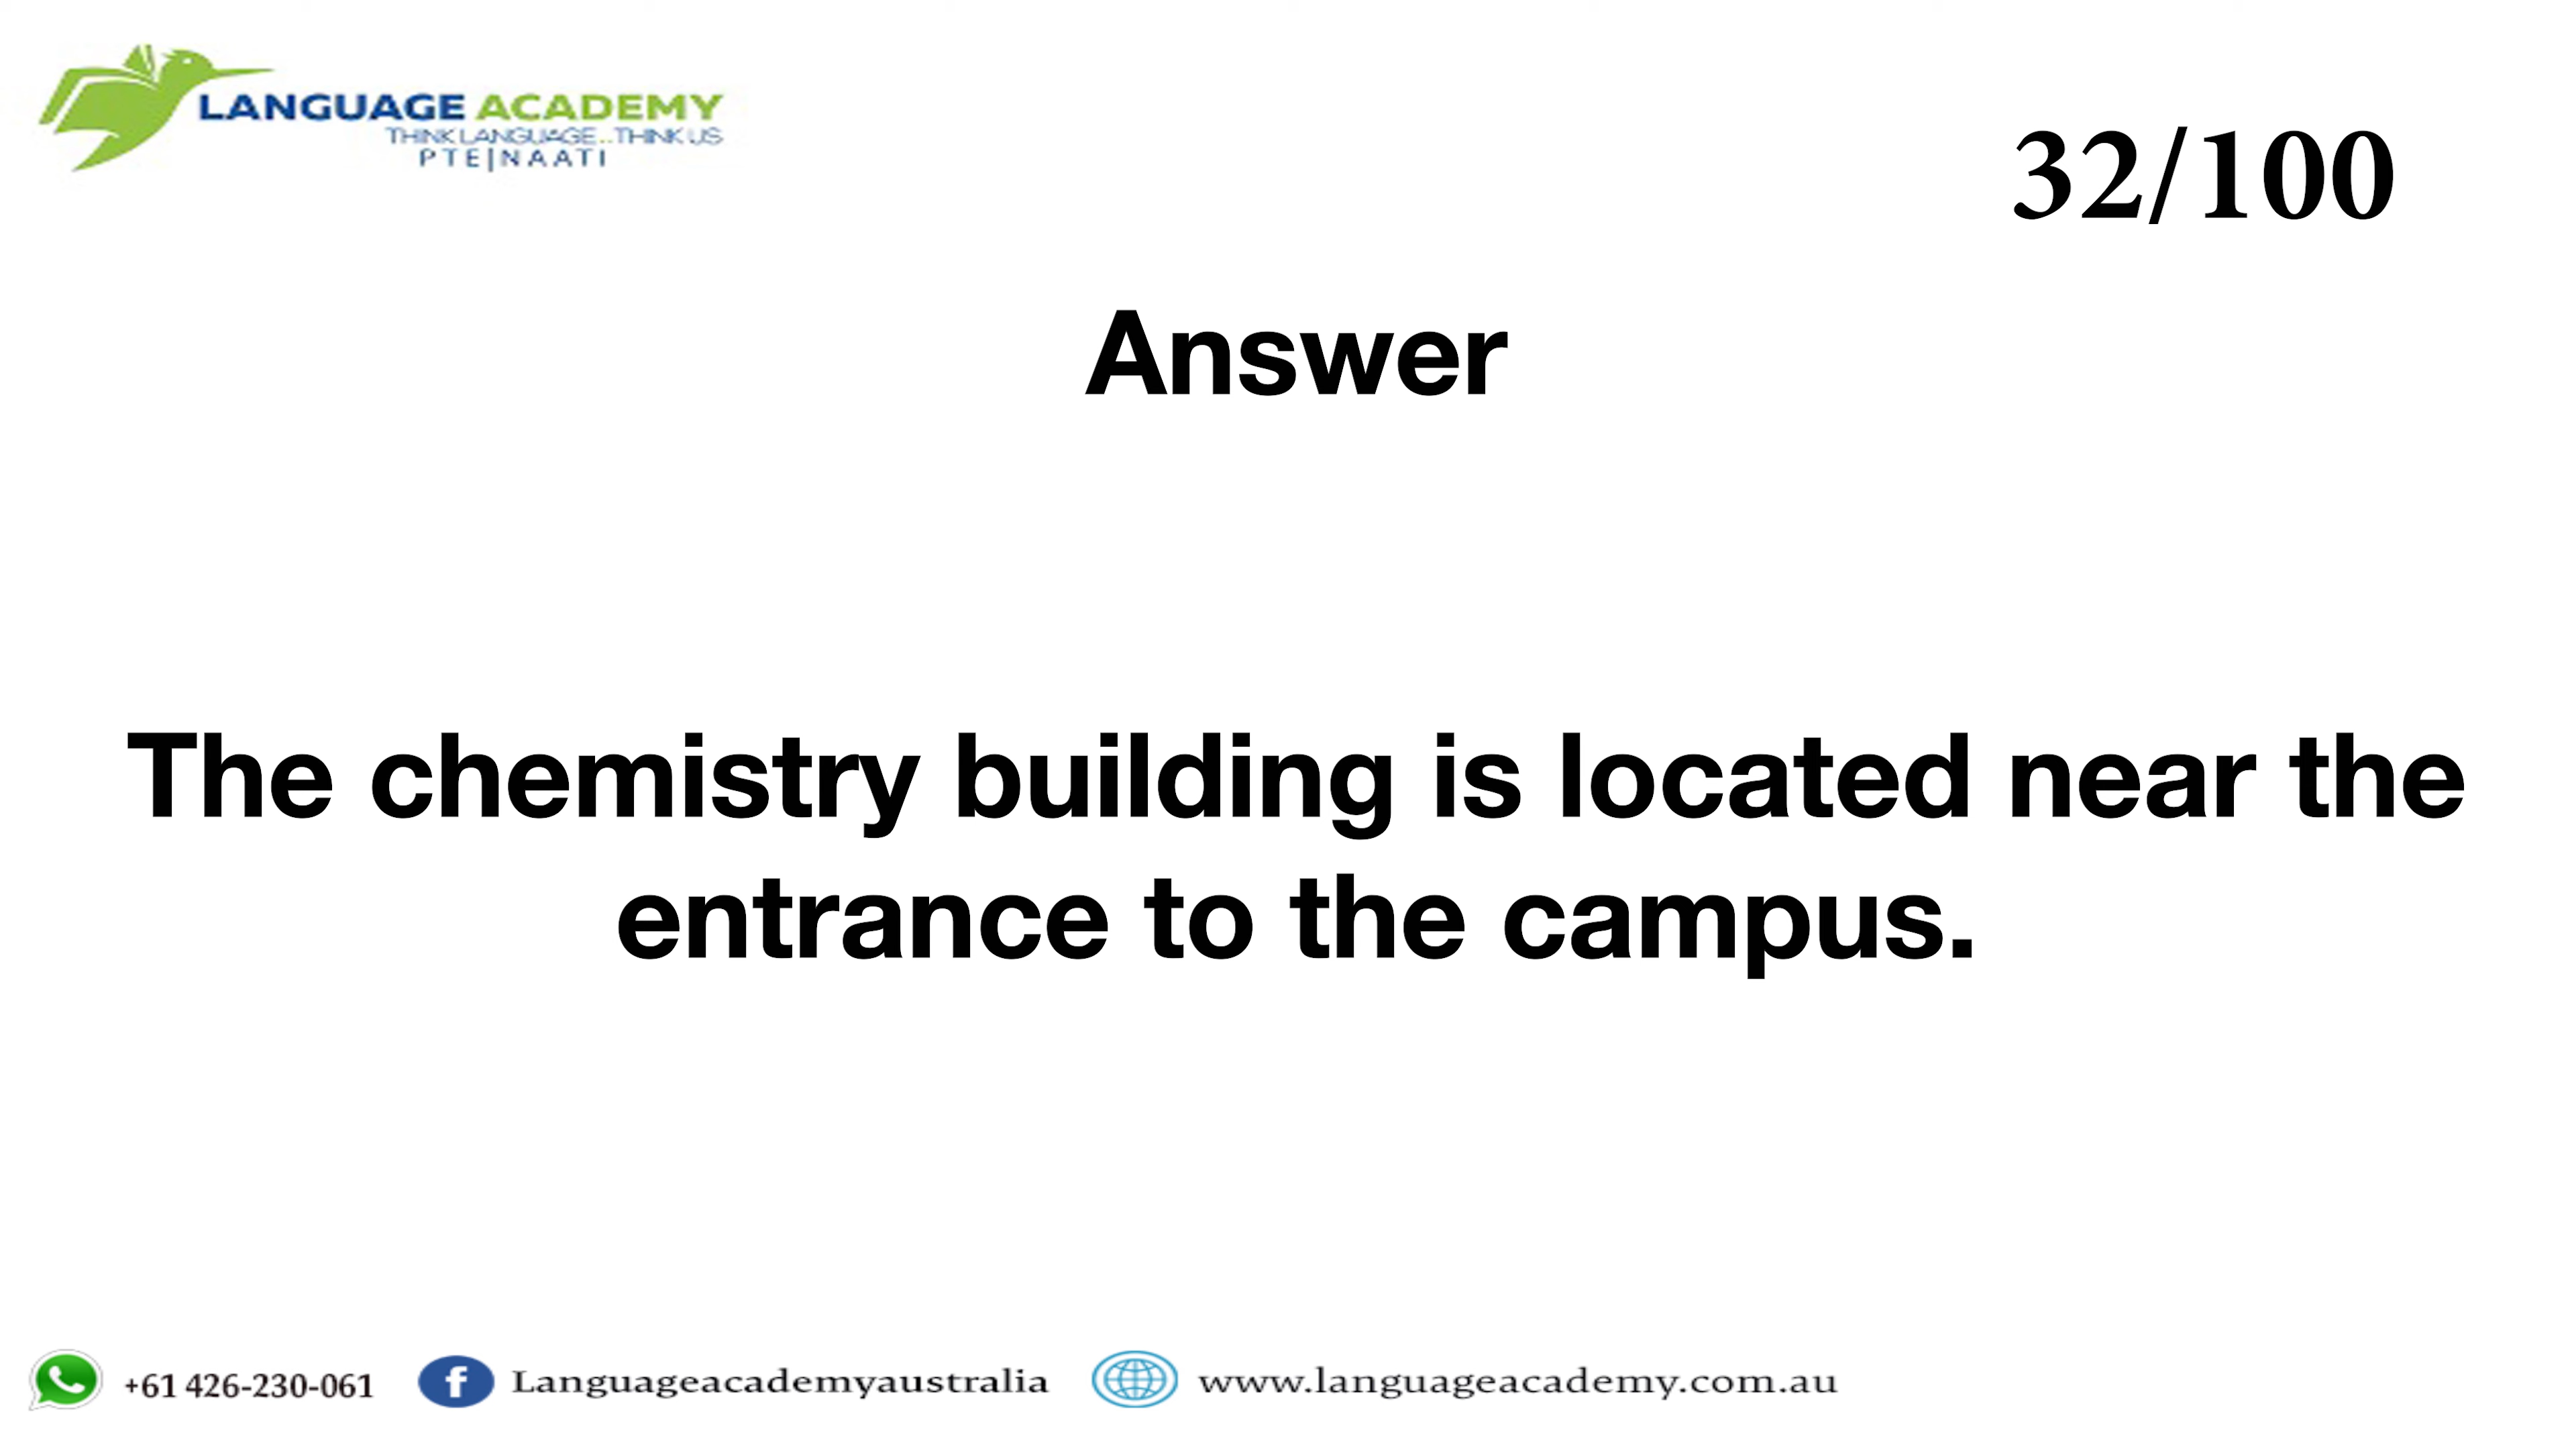 LANGUAGE ACADEMY
THINK LANGUAGE..THINK US
PTE|NAATI
32/100
Answer
The chemistry building is located near the
entrance to the campus.
+61 426-230-061 f Languageacademyaustralia www.languageacademy.com.au